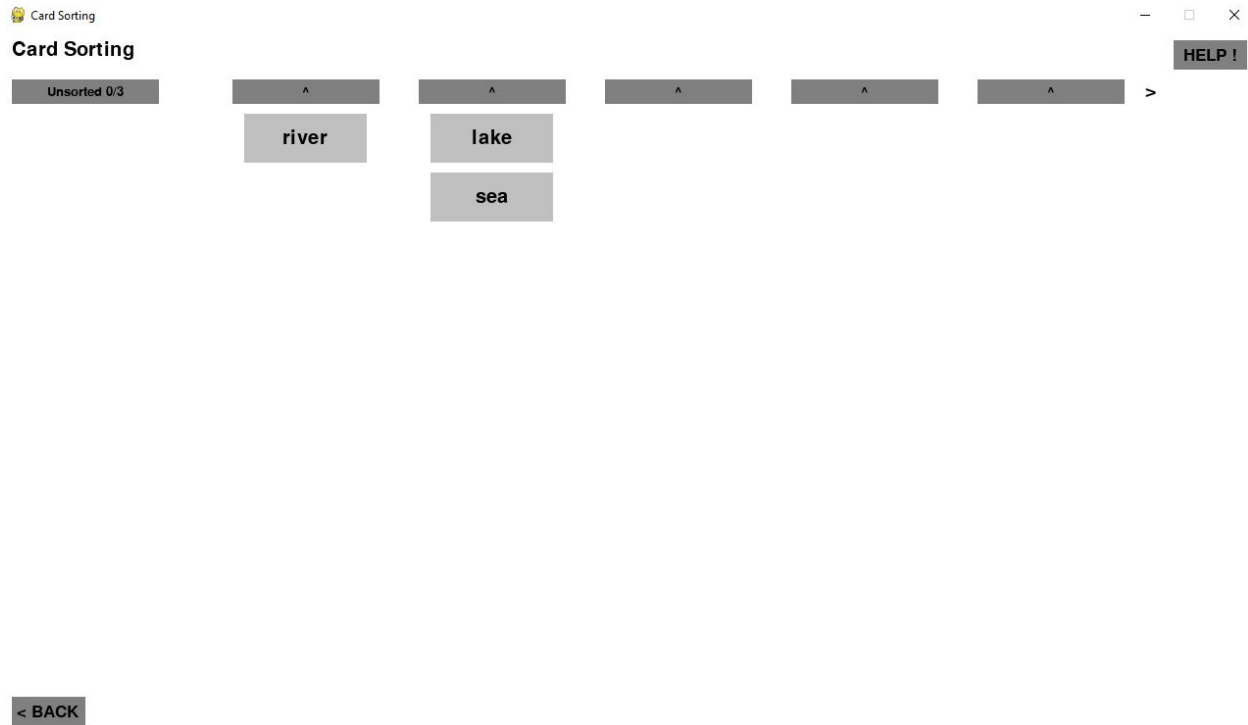 Card Sorting
Card Sorting
HELP !
Unsorted 0/3 ^ ^ ^ ^ ^ >
river lake
sea
< BACK